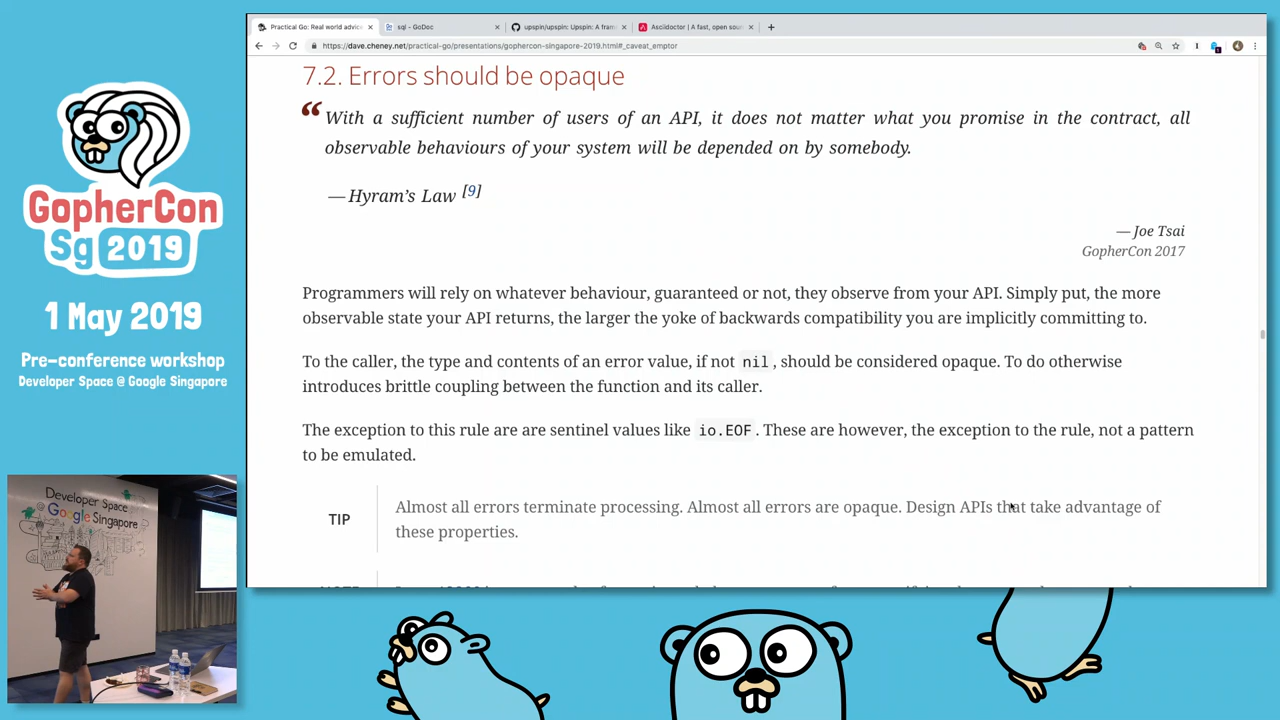 Practical Go: Real world advic
sql - GoDoc
upspin/upspin: Upspin: A fram
Asciidoctor | A fast, open sou
https://dave.cheney.net/practical-go/presentations/gophercon-singapore-2019.html#_caveat_emptor
7.2. Errors should be opaque
“ With a sufficient number of users of an API, it does not matter what you promise in the contract, all
observable behaviours of your system will be depended on by somebody.
— Hyram’s Law [9]
— Joe Tsai
GopherCon 2017
Programmers will rely on whatever behaviour, guaranteed or not, they observe from your API. Simply put, the more
observable state your API returns, the larger the yoke of backwards compatibility you are implicitly committing to.
To the caller, the type and contents of an error value, if not nil, should be considered opaque. To do otherwise
introduces brittle coupling between the function and its caller.
The exception to this rule are are sentinel values like io.EOF. These are however, the exception to the rule, not a pattern
to be emulated.
TIP
Almost all errors terminate processing. Almost all errors are opaque. Design APIs that take advantage of
these properties.
GopherCon
Sg 2019
1 May 2019
Pre-conference workshop
Developer Space @ Google Singapore
Developer Space
@ Google Singapore